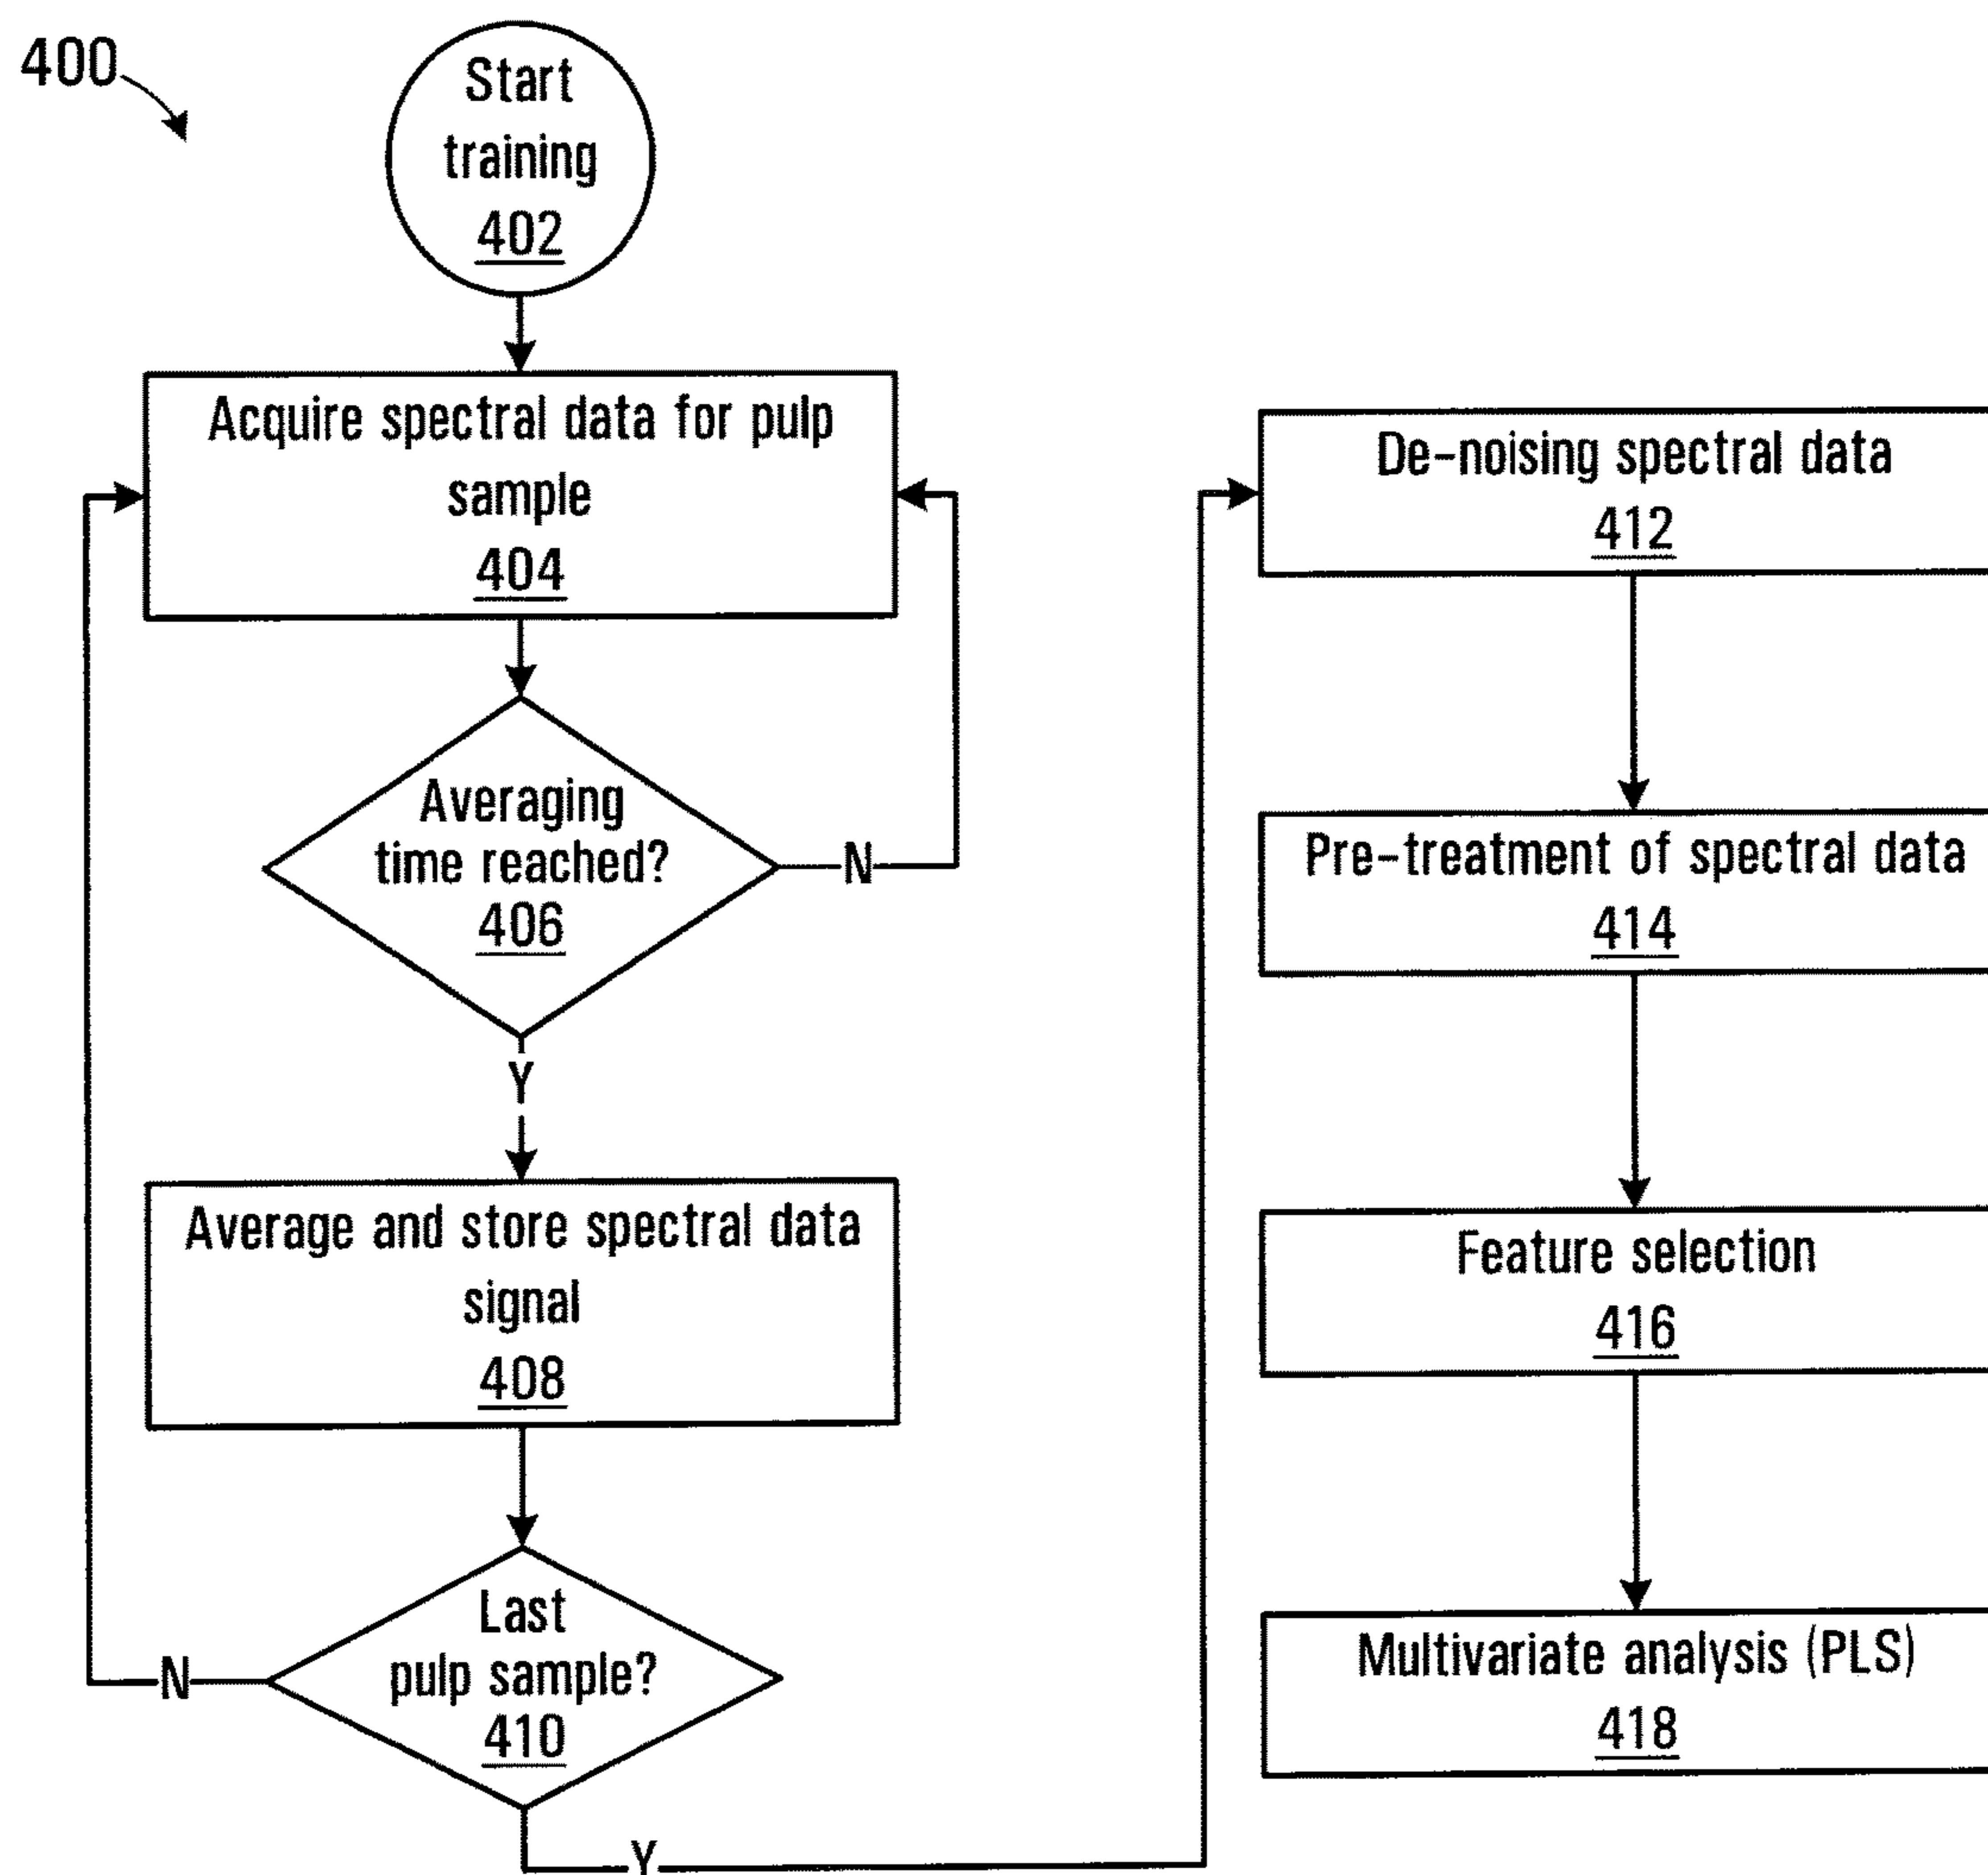 400
Start
training
402
Acquire spectral data for pulp
sample
404
Averaging
time reached?
406
N
Y
Average and store spectral data
signal
408
Last
pulp sample?
410
N
Y
De-noising spectral data
412
Pre-treatment of spectral data
414
Feature selection
416
Multivariate analysis (PLS)
418